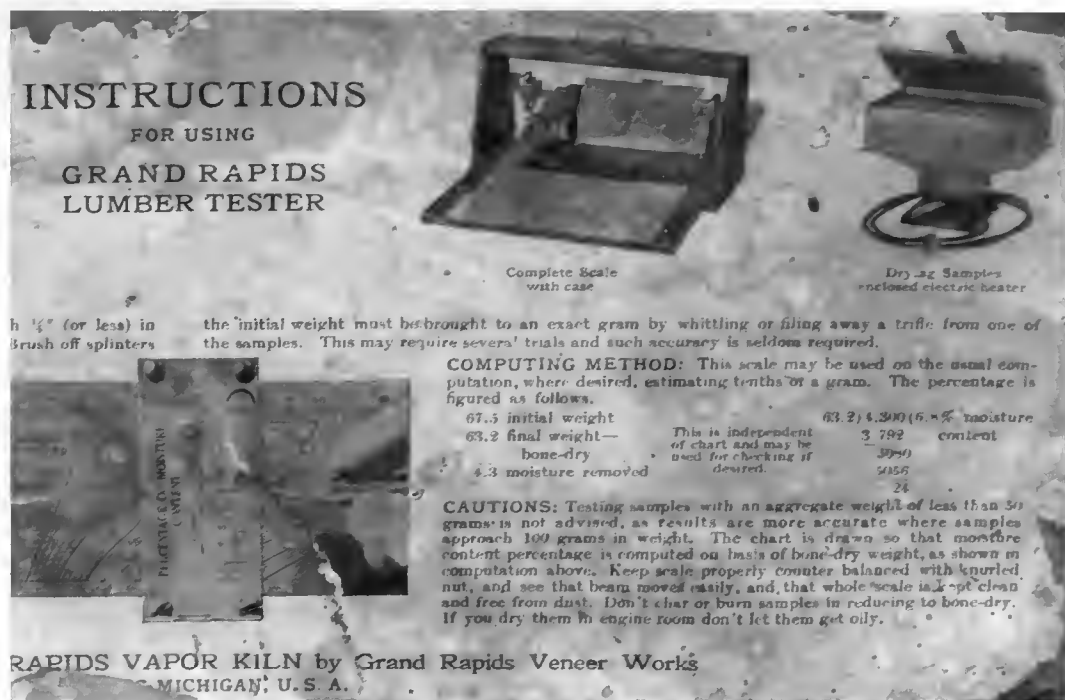 INSTRUCTIONS
FOR USING
GRAND RAPIDS
LUMBER TESTER
Complete Scale
with case
Samples
enclosed electric heater
(or less) in
Brush off splinters
the initial weight must be brought to an exact gram by whittling or filing away a trifle from one of
the samples. This may require several trials and such accuracy is seldom required.
PERCENTAGE OF MOISTURE
CONTENT
COMPUTING METHOD: This scale may be used on the usual com-
putation, where desired, estimating tenths of a gram. The percentage is
figured as follows.
67.5 initial weight
63.2 final weight—
bone-dry
4.3 moisture removed
This is independent
of chart and may be
used for checking if
desired.
63.2)4.300( % moisture
3 792 content
24
CAUTIONS: Testing samples with an aggregate weight of less than 50
grams is not advised, as results are more accurate where samples
approach 100 grams in weight. The chart is drawn so that moisture
content percentage is computed on basis of bone-dry weight, as shown in
computation above. Keep scale properly counter balanced with knurled
nut, and see that beam moves easily, and that whole scale is kept clean
and free from dust. Don't char or burn samples in reducing to bone-dry.
If you dry them in engine room don't let them get oily.
RAPIDS VAPOR KILN by Grand Rapids Veneer Works
MICHIGAN, U. S. A.